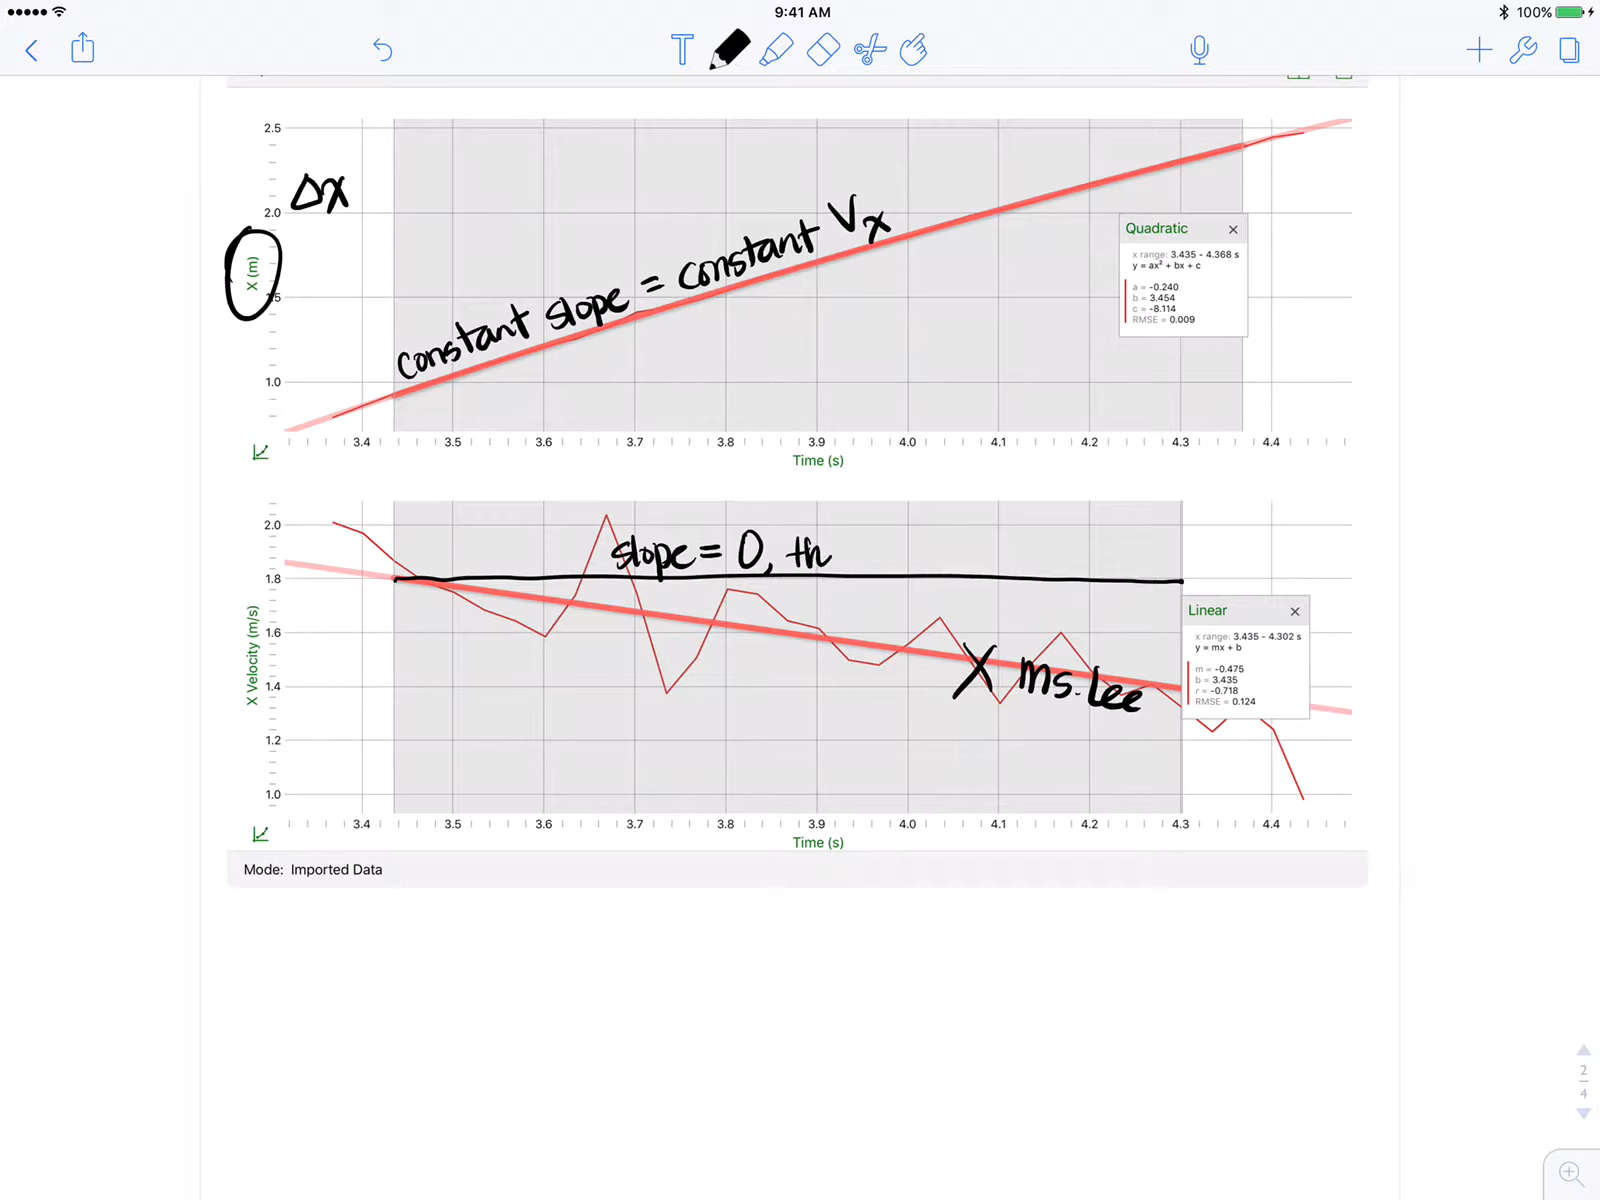 9:41 AM
100%
T
2.5
Δx
2.0
X (m)
constant slope = constant Vx
1.0
Quadratic
x range: 3.435 - 4.368 s
y = ax² + bx + c
a = -0.240
b = 3.454
c = -8.114
RMSE = 0.009
3.4 3.5 3.6 3.7 3.8 3.9 4.0 4.1 4.2 4.3 4.4
Time (s)
2.0
slope = 0, th
1.8
1.6
X Velocity (m/s)
1.4
X ms. Lee
1.2
1.0
Linear
x range: 3.435 - 4.302 s
y = mx + b
m = -0.475
b = 3.435
r = -0.718
RMSE = 0.124
3.4 3.5 3.6 3.7 3.8 3.9 4.0 4.1 4.2 4.3 4.4
Time (s)
Mode: Imported Data
2
4